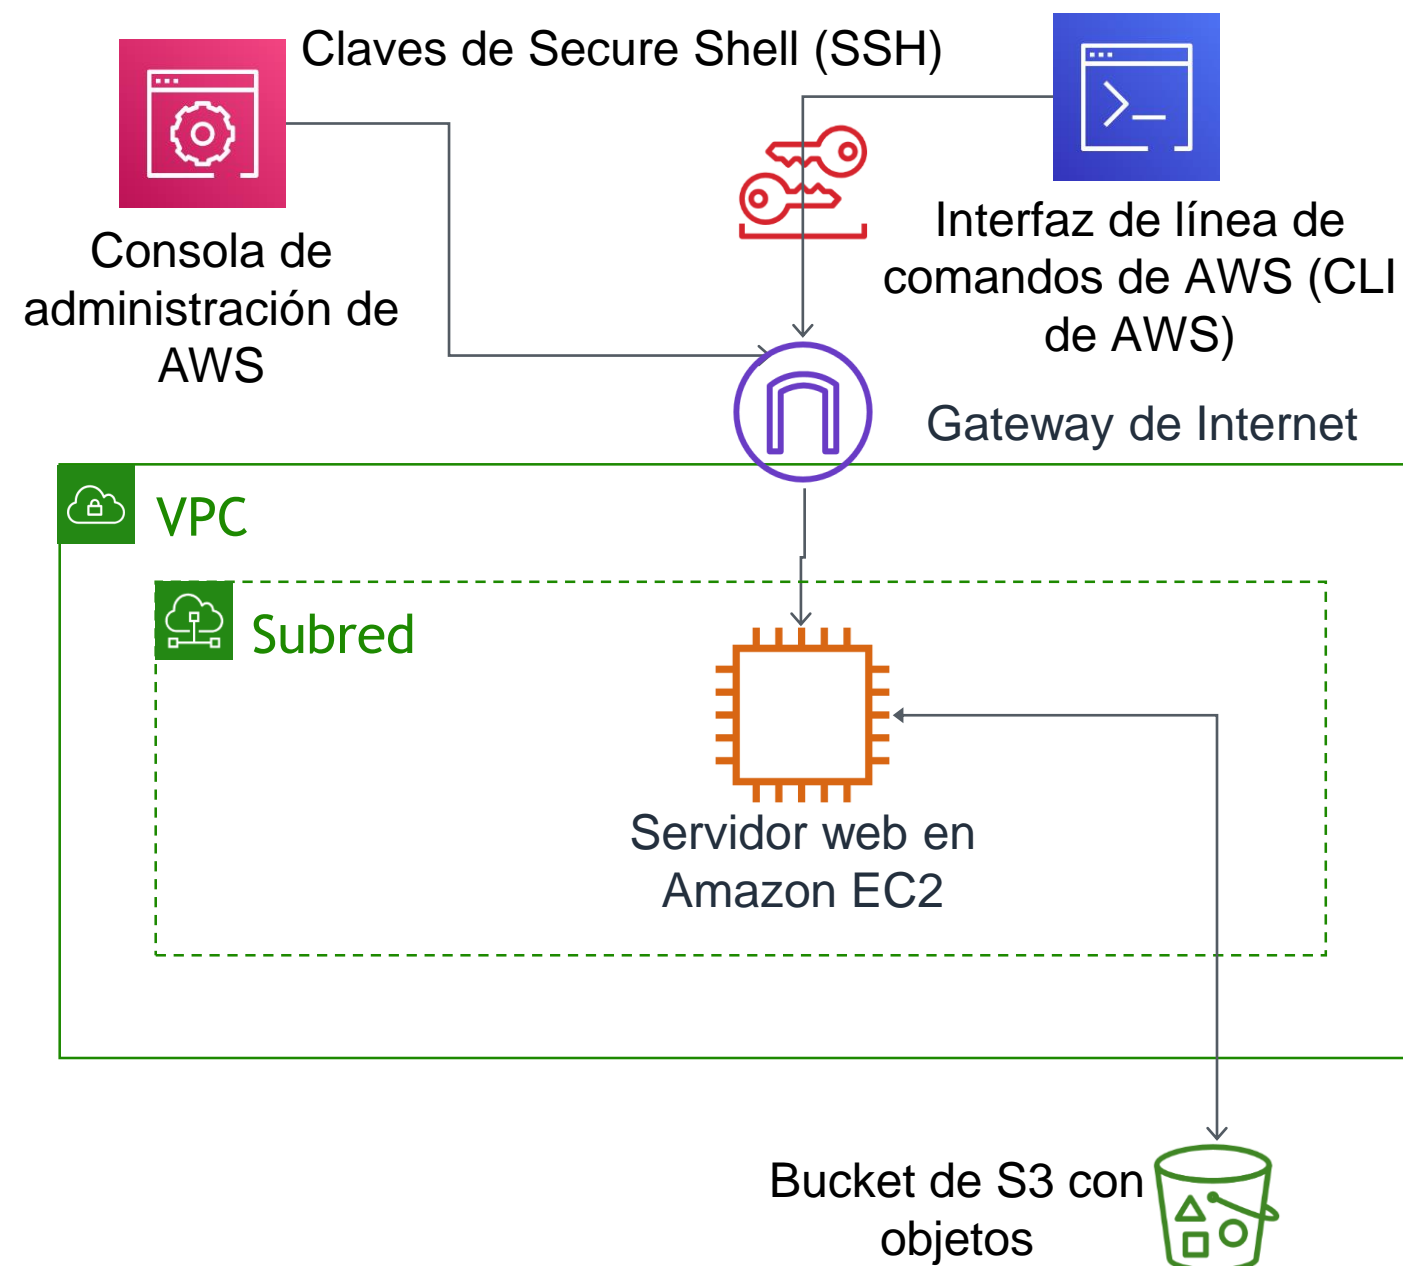 Claves de Secure Shell (SSH)
Consola de
administración de
AWS
Interfaz de línea de
comandos de AWS (CLI
de AWS)
Gateway de Internet
VPC
Subred
Servidor web en
Amazon EC2
Bucket de S3 con
objetos